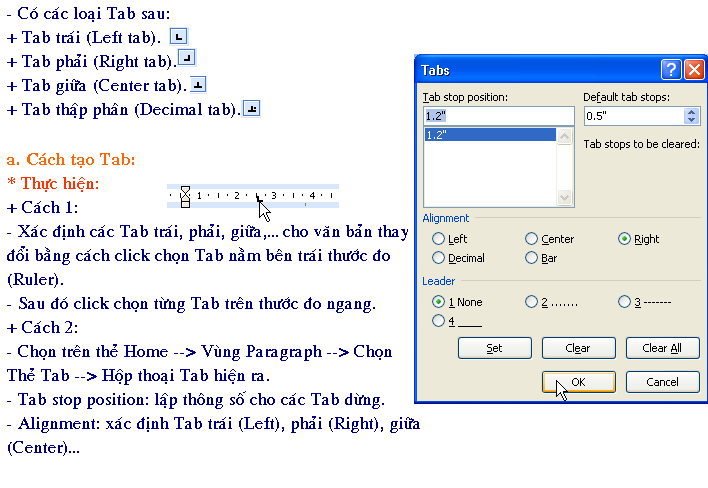 - Có các loại Tab sau:
+ Tab trái (Left tab).
+ Tab phải (Right tab).
+ Tab giữa (Center tab).
+ Tab thập phân (Decimal tab).
a. Cách tạo Tab:
* Thực hiện:
+ Cách 1:
1 2 3 4
- Xác định các Tab trái, phải, giữa,... cho văn bản thay
đổi bằng cách click chọn Tab nằm bên trái thước đo
(Ruler).
- Sau đó click chọn từng Tab trên thước đo ngang.
+ Cách 2:
- Chọn trên thẻ Home --> Vùng Paragraph --> Chọn
Thẻ Tab --> Hộp thoại Tab hiện ra.
- Tab stop position: lập thông số cho các Tab dừng.
- Alignment: xác định Tab trái (Left), phải (Right), giữa
(Center)...
Tabs
Tab stop position: Default tab stops:
1.2" 0.5"
1.2"
Tab stops to be cleared:
Alignment
Left Center Right
Decimal Bar
Leader
1 None 2 ....... 3 -------
4 ____
Set Clear Clear All
OK Cancel